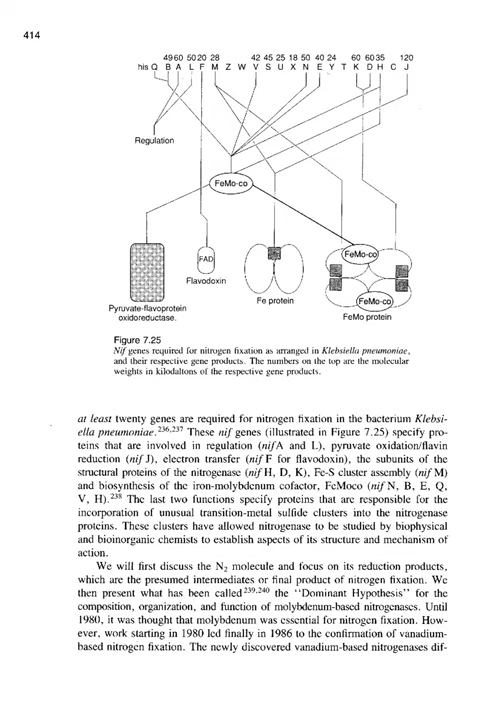 414
4960 5020 28 42 45 25 18 50 40 24 60 6035 120
his Q B A L F M Z W V S U X N E Y T K D H C J
Regulation
FeMo-co
FAD
FeMo-co
Flavodoxin
Fe protein
FeMo-co
Pyruvate-flavoprotein
oxidoreductase.
FeMo protein
Figure 7.25
Nif genes required for nitrogen fixation as arranged in Klebsiella pneumoniae,
and their respective gene products. The numbers on the top are the molecular
weights in kilodaltons of the respective gene products.
at least twenty genes are required for nitrogen fixation in the bacterium Klebsi-
ella pneumoniae.236,237 These nif genes (illustrated in Figure 7.25) specify pro-
teins that are involved in regulation (nifA and L), pyruvate oxidation/flavin
reduction (nif J), electron transfer (nif F for flavodoxin), the subunits of the
structural proteins of the nitrogenase (nif H, D, K), Fe-S cluster assembly (nif M)
and biosynthesis of the iron-molybdenum cofactor, FeMoco (nif N, B, E, Q,
V, H).238 The last two functions specify proteins that are responsible for the
incorporation of unusual transition-metal sulfide clusters into the nitrogenase
proteins. These clusters have allowed nitrogenase to be studied by biophysical
and bioinorganic chemists to establish aspects of its structure and mechanism of
action.
We will first discuss the N2 molecule and focus on its reduction products,
which are the presumed intermediates or final product of nitrogen fixation. We
then present what has been called239,240 the "Dominant Hypothesis" for the
composition, organization, and function of molybdenum-based nitrogenases. Until
1980, it was thought that molybdenum was essential for nitrogen fixation. How-
ever, work starting in 1980 led finally in 1986 to the confirmation of vanadium-
based nitrogen fixation. The newly discovered vanadium-based nitrogenases dif-